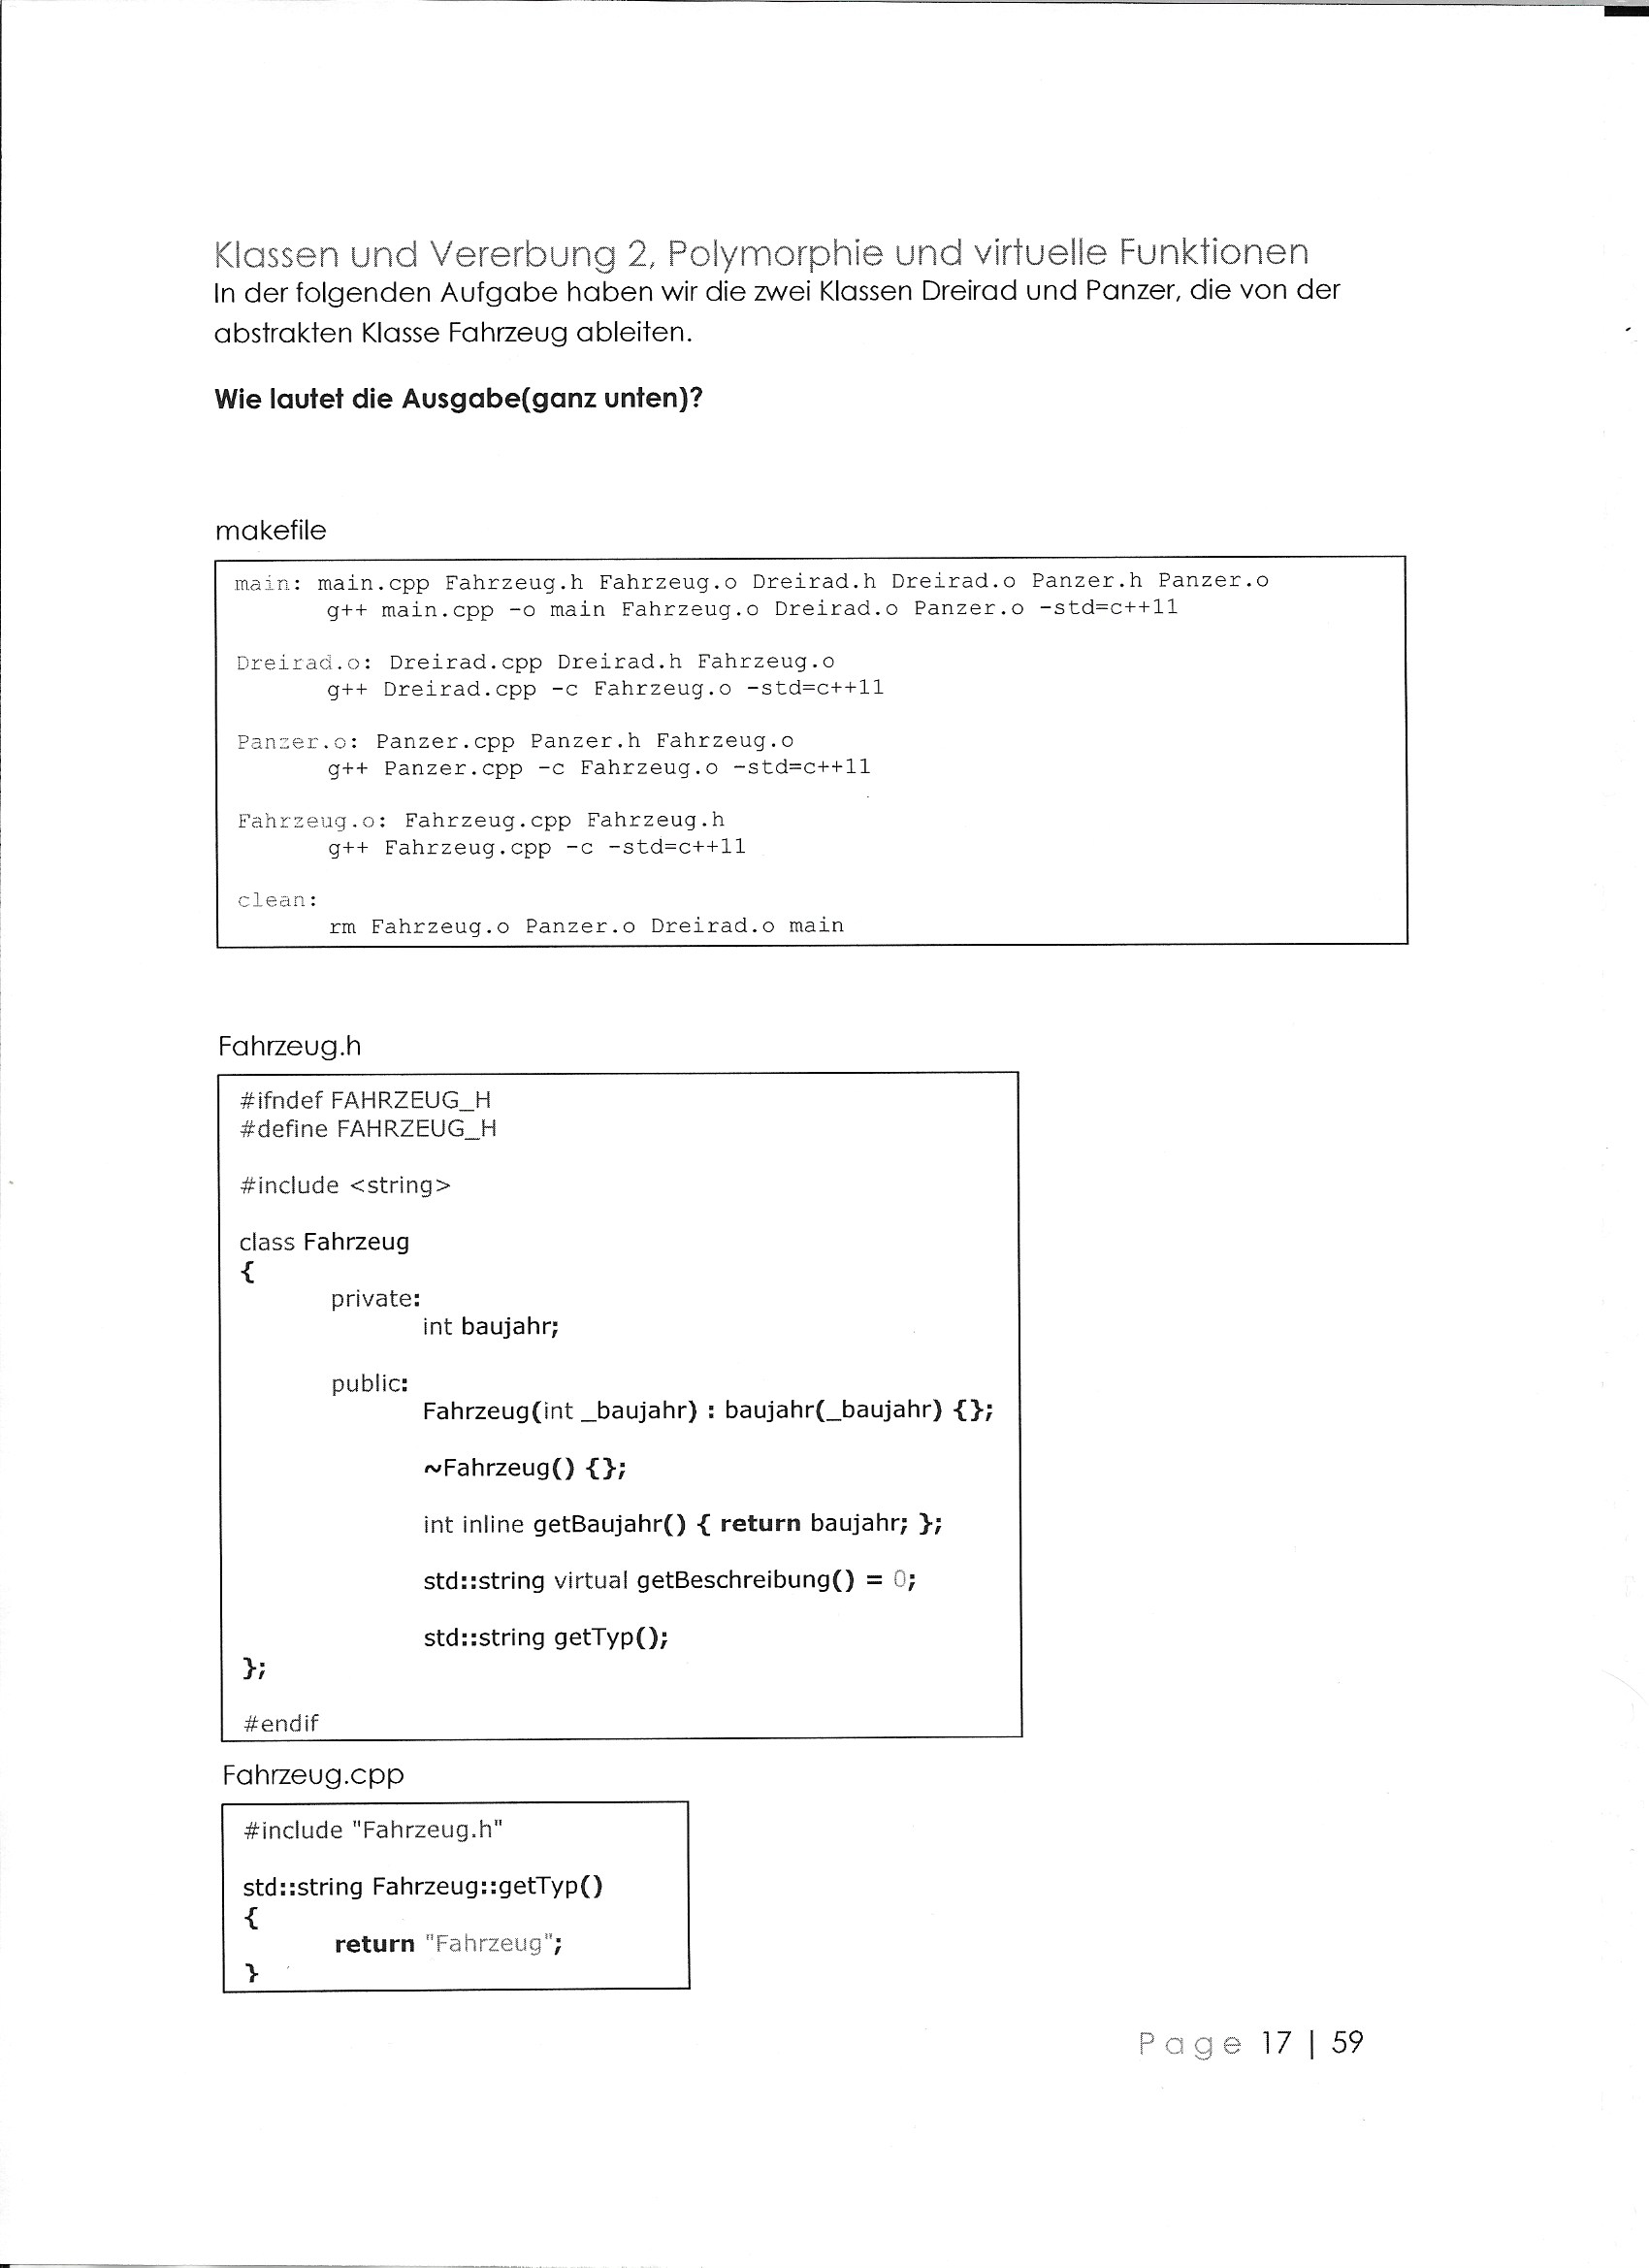 Klassen und Vererbung 2, Polymorphie und virtuelle Funktionen
In der folgenden Aufgabe haben wir die zwei Klassen Dreirad und Panzer, die von der
abstrakten Klasse Fahrzeug ableiten.
Wie lautet die Ausgabe(ganz unten)?
makefile
main: main.cpp Fahrzeug.h Fahrzeug.o Dreirad.h Dreirad.o Panzer.h Panzer.o
g++ main.cpp -o main Fahrzeug.o Dreirad.o Panzer.o -std=c++11
Dreirad.o: Dreirad.cpp Dreirad.h Fahrzeug.o
g++ Dreirad.cpp -c Fahrzeug.o -std=c++11
Panzer.o: Panzer.cpp Panzer.h Fahrzeug.o
g++ Panzer.cpp -c Fahrzeug.o -std=c++11
Fahrzeug.o: Fahrzeug.cpp Fahrzeug.h
g++ Fahrzeug.cpp -c -std=c++11
clean:
rm Fahrzeug.o Panzer.o Dreirad.o main
Fahrzeug.h
#ifndef FAHRZEUG_H
#define FAHRZEUG_H
#include <string>
class Fahrzeug
{
private:
int baujahr;
public:
Fahrzeug(int _baujahr) : baujahr(_baujahr) {};
~Fahrzeug() {};
int inline getBaujahr() { return baujahr; };
std::string virtual getBeschreibung() = 0;
std::string getTyp();
};
#endif
Fahrzeug.cpp
#include "Fahrzeug.h"
std::string Fahrzeug::getTyp()
{
return "Fahrzeug";
}
Page 17 | 59